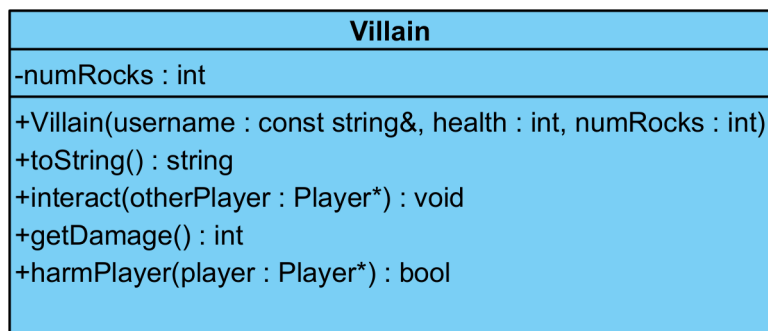 Villain
-numRocks : int
+Villain(username : const string&, health : int, numRocks : int)
+toString() : string
+interact(otherPlayer : Player*) : void
+getDamage() : int
+harmPlayer(player : Player*) : bool